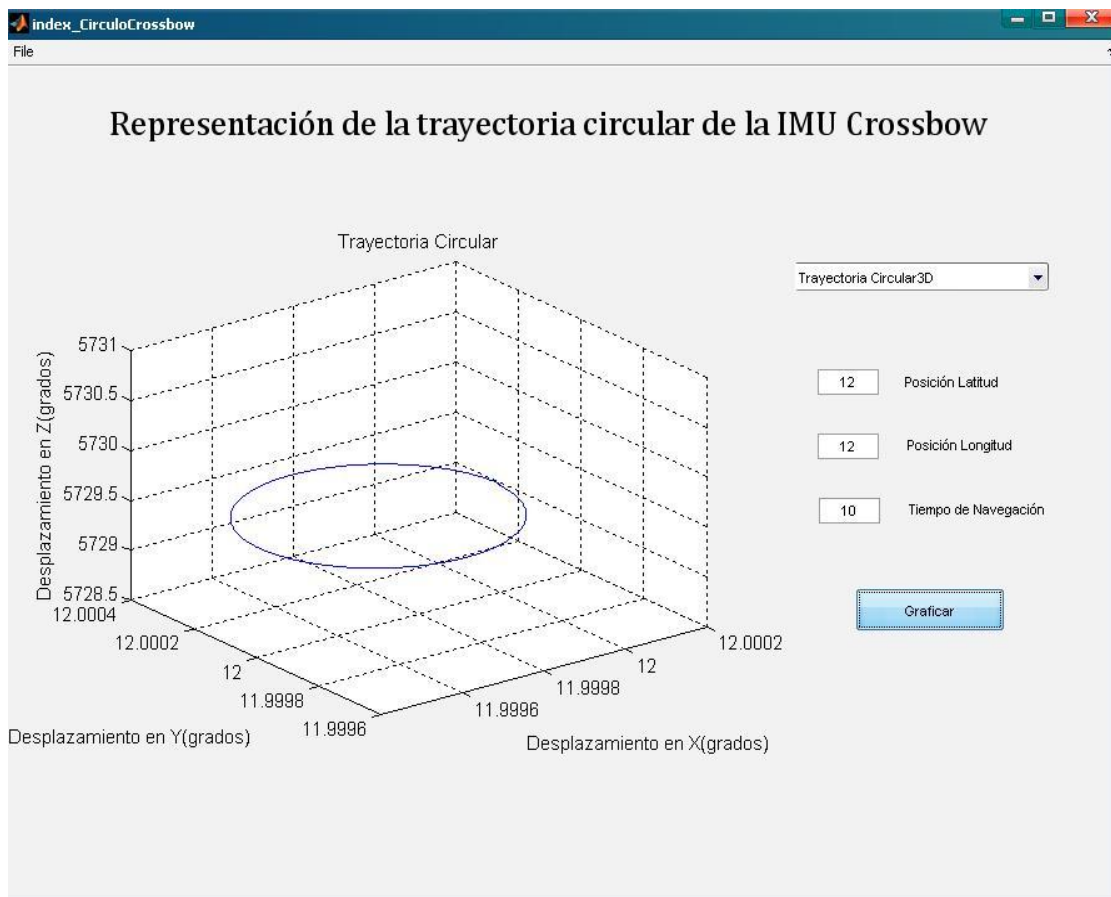 index_CirculoCrossbow
File
Representación de la trayectoria circular de la IMU Crossbow
Trayectoria Circular
Trayectoria Circular3D
5731
5730.5
5730
5729.5
5729
5728.5
Desplazamiento en Z(grados)
12 Posición Latitud
12 Posición Longitud
10 Tiempo de Navegación
Graficar
12.0004
12.0002
12
11.9998
11.9996
Desplazamiento en Y(grados)
11.9996
11.9998
12
12.0002
Desplazamiento en X(grados)